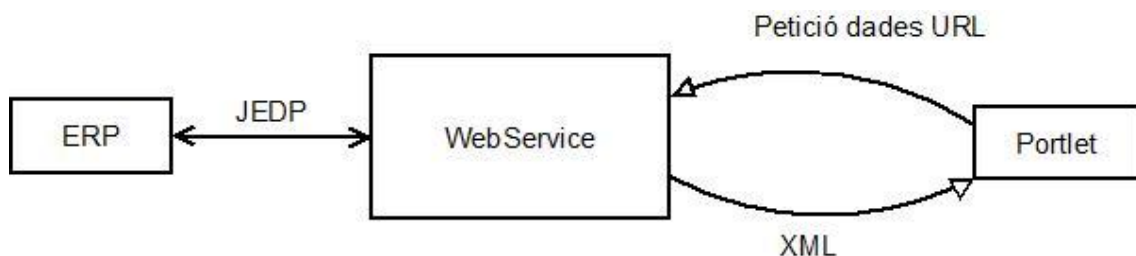 Petició dades URL
JEDP
ERP
WebService
Portlet
XML